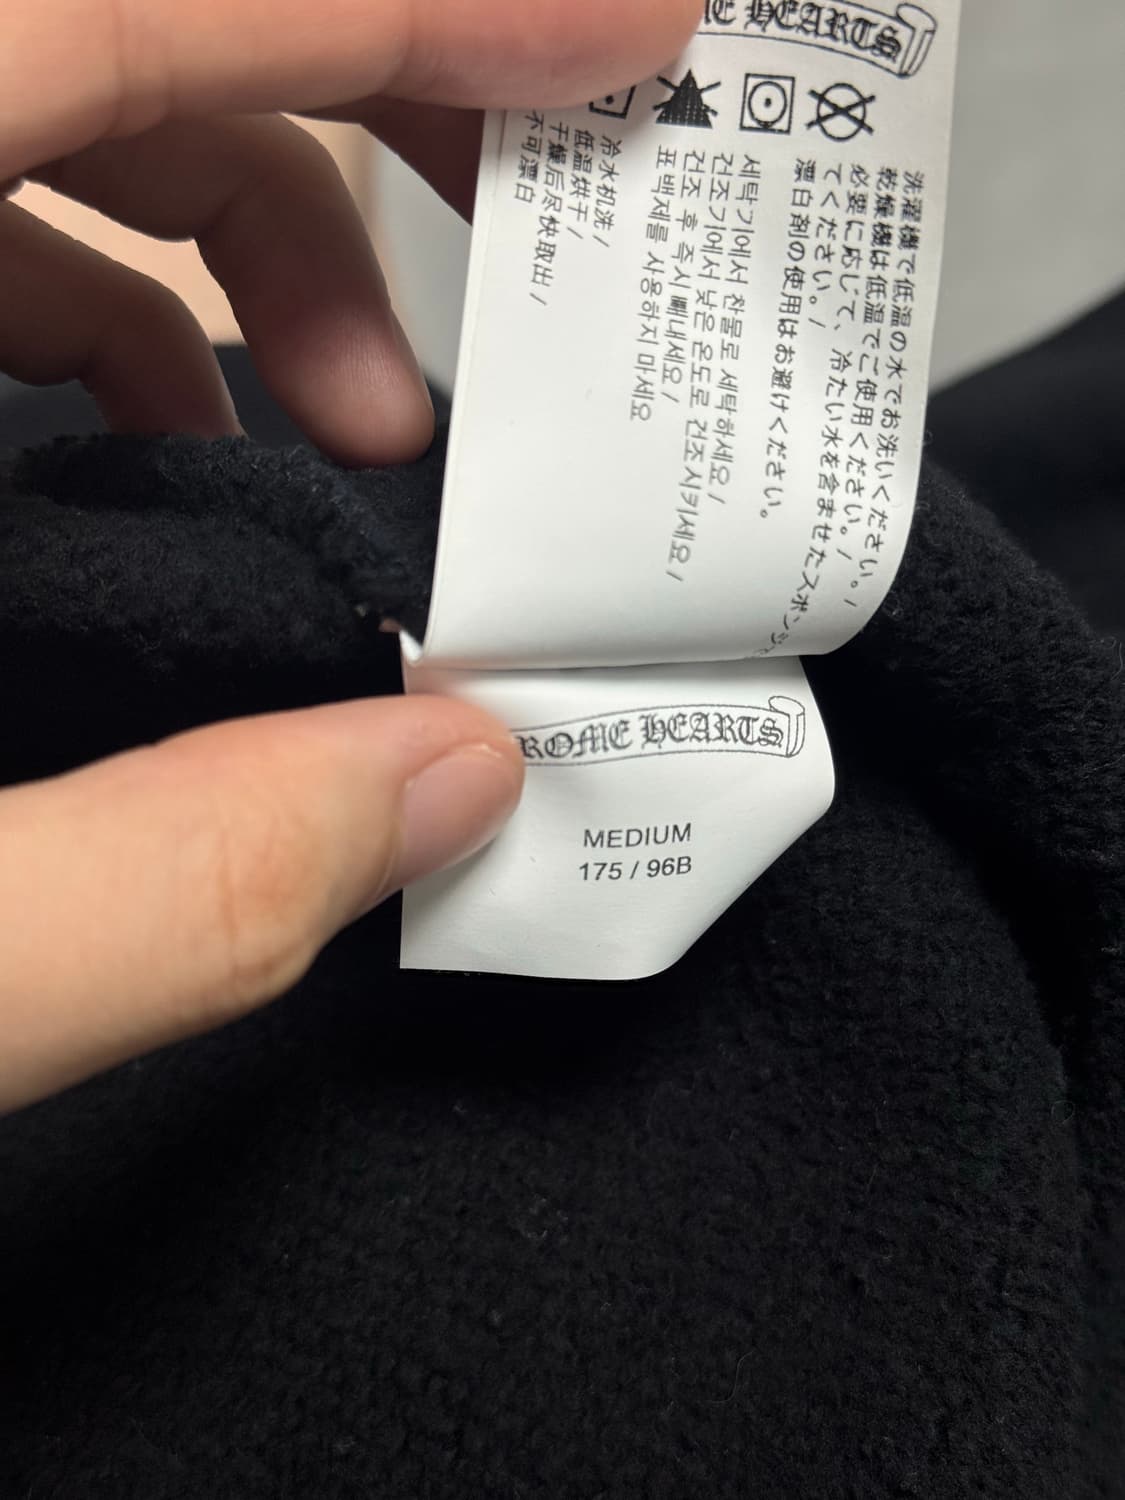 HEARTS
洗濯機で低温の水でお洗いください。/
乾燥機は低温でご使用ください。/
必要に応じて、冷たい水を含ませたスポンジで
てください。/
漂白剤の使用はお避けください。
세탁기에서 찬물로 세탁하세요 /
건조기에서 낮은 온도로 건조시키세요 /
건조 후 즉시 빼내세요 /
표백제를 사용하지 마세요
冷水机洗 /
低温烘干 /
干燥后尽快取出 /
不可漂白
ROME HEARTS
MEDIUM
175 / 96B